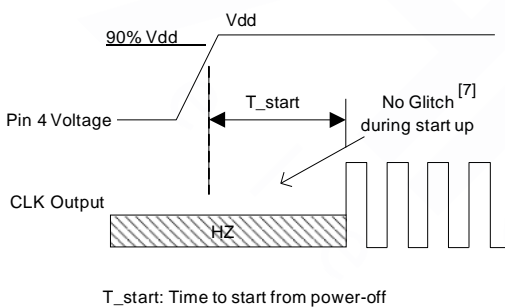 Vdd
90% Vdd
T_start
No Glitch [7]
during start up
Pin 4 Voltage
CLK Output
HZ
T_start: Time to start from power-off